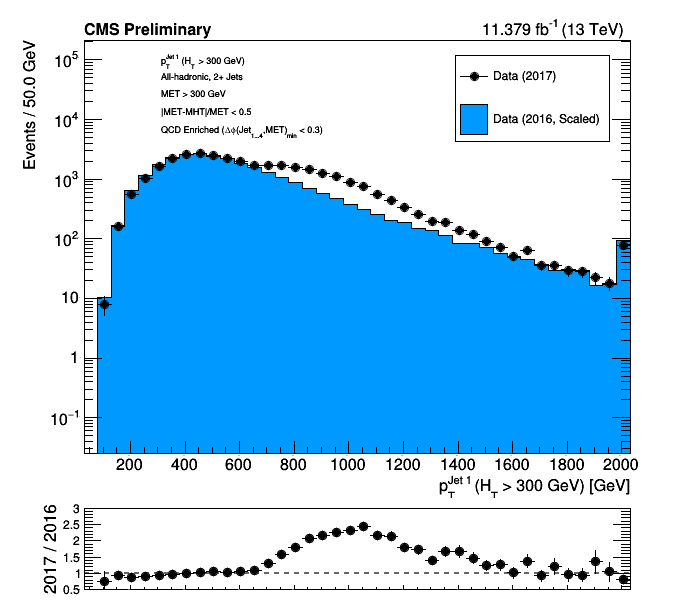 CMS Preliminary 11.379 fb⁻¹ (13 TeV)
Events / 50.0 GeV
10⁵
10⁴
10³
10²
10
1
10⁻¹
p_T^{Jet 1} (H_T > 300 GeV)
All-hadronic, 2+ Jets
MET > 300 GeV
|MET-MHT|/MET < 0.5
QCD Enriched (Δφ(Jet_{1...4},MET)_{min} < 0.3)
Data (2017)
Data (2016, Scaled)
200 400 600 800 1000 1200 1400 1600 1800 2000
p_T^{Jet 1} (H_T > 300 GeV) [GeV]
2017 / 2016
3
2.5
2
1.5
1
0.5